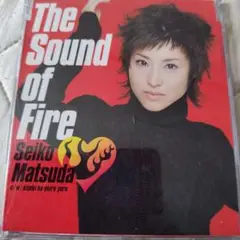 The
Sound
of
Fire
Seiko
Matsuda